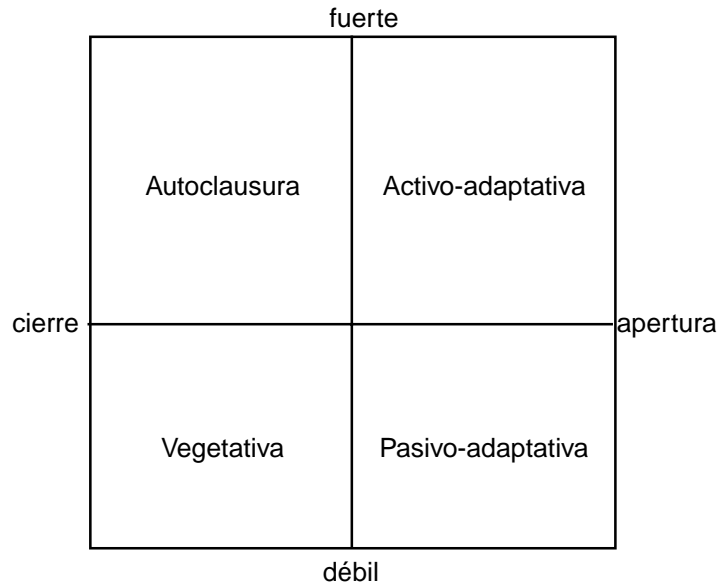 fuerte
Autoclausura
Activo-adaptativa
cierre
apertura
Vegetativa
Pasivo-adaptativa
débil